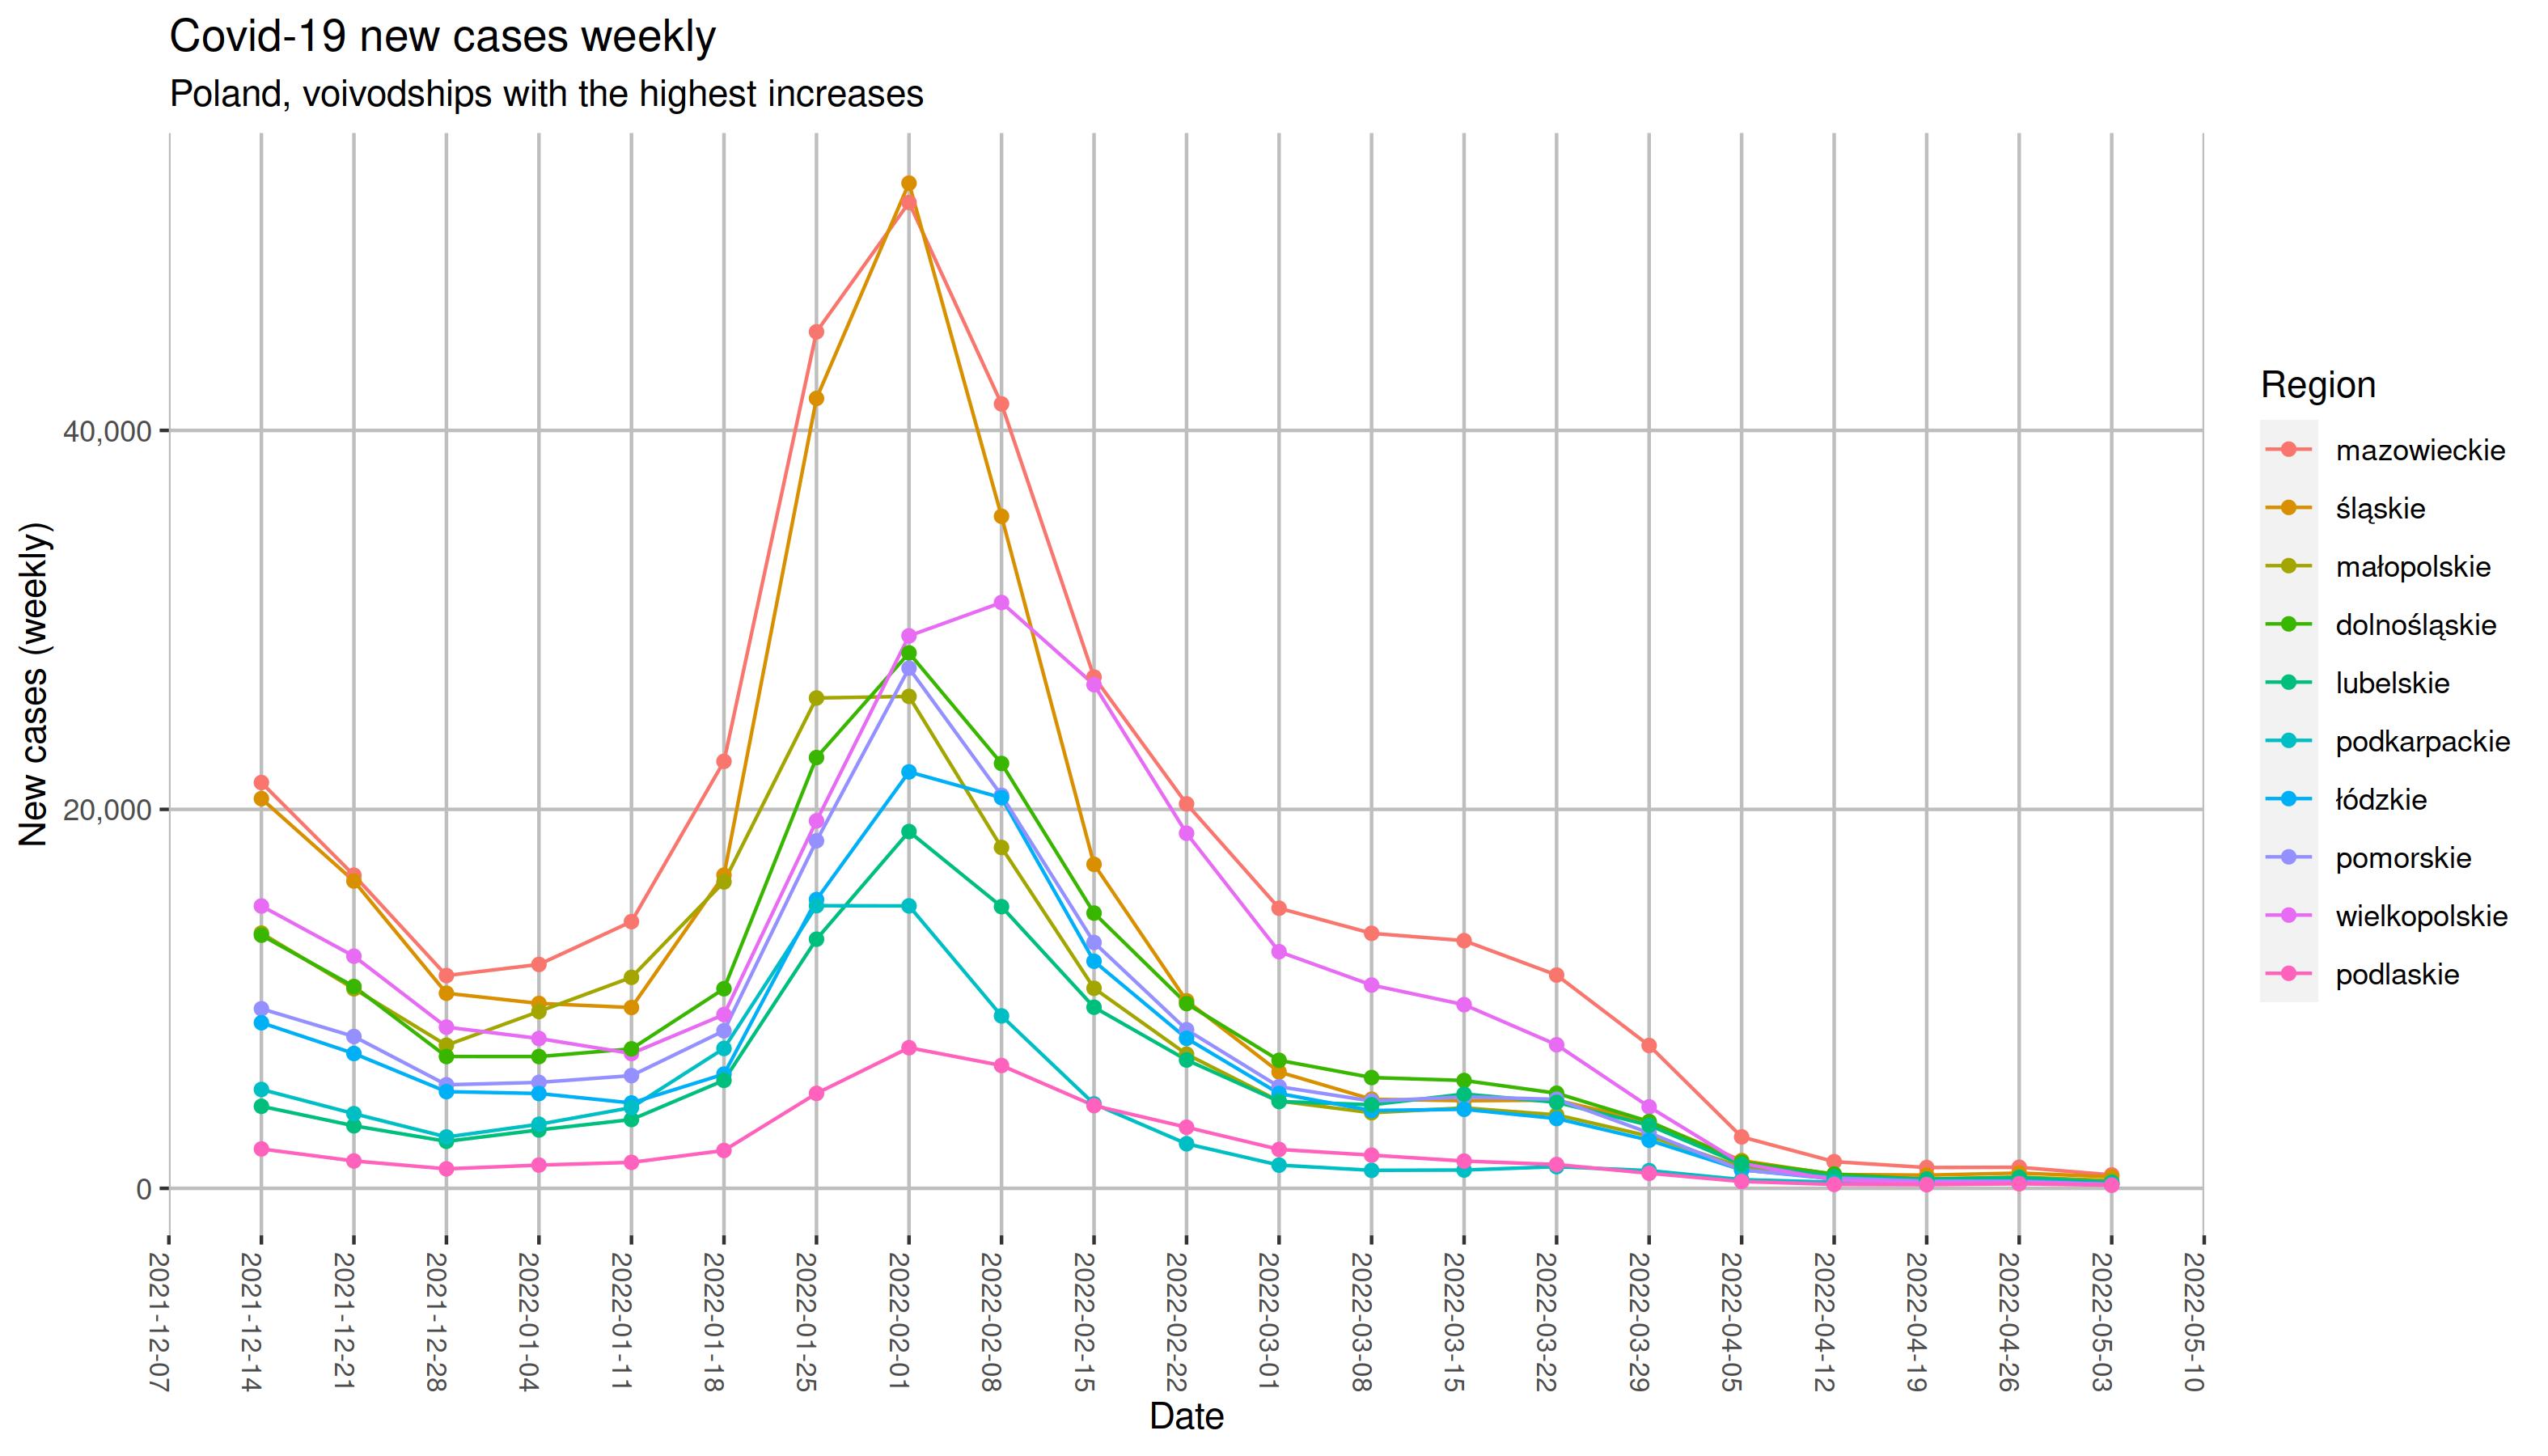 Covid-19 new cases weekly
Poland, voivodships with the highest increases
New cases (weekly)
40,000
20,000
0
2021-12-07
2021-12-14
2021-12-21
2021-12-28
2022-01-04
2022-01-11
2022-01-18
2022-01-25
2022-02-01
2022-02-08
2022-02-15
2022-02-22
2022-03-01
2022-03-08
2022-03-15
2022-03-22
2022-03-29
2022-04-05
2022-04-12
2022-04-19
2022-04-26
2022-05-03
2022-05-10
Date
Region
mazowieckie
śląskie
małopolskie
dolnośląskie
lubelskie
podkarpackie
łódzkie
pomorskie
wielkopolskie
podlaskie